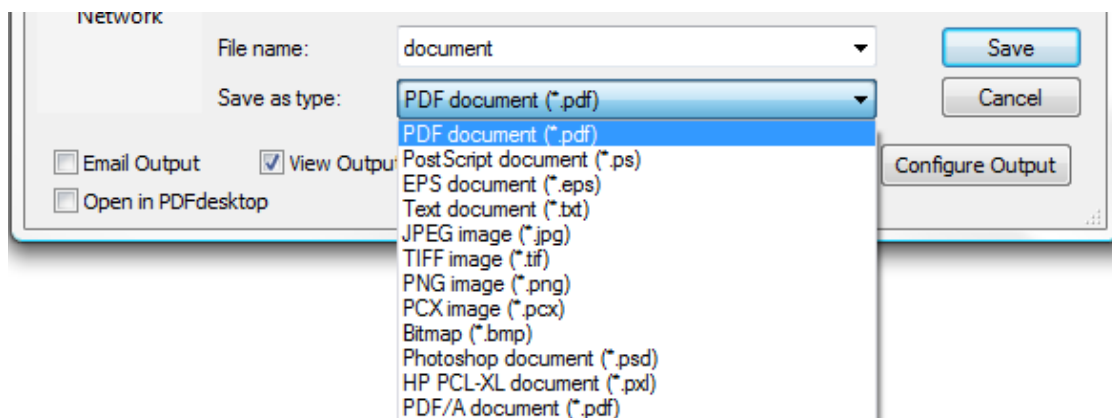 Network
File name:
document
Save
Save as type:
PDF document (*.pdf)
Cancel
PDF document (*.pdf)
PostScript document (*.ps)
EPS document (*.eps)
Text document (*.txt)
JPEG image (*.jpg)
TIFF image (*.tif)
PNG image (*.png)
PCX image (*.pcx)
Bitmap (*.bmp)
Photoshop document (*.psd)
HP PCL-XL document (*.pxl)
PDF/A document (*.pdf)
Email Output
View Outpu
Configure Output
Open in PDFdesktop